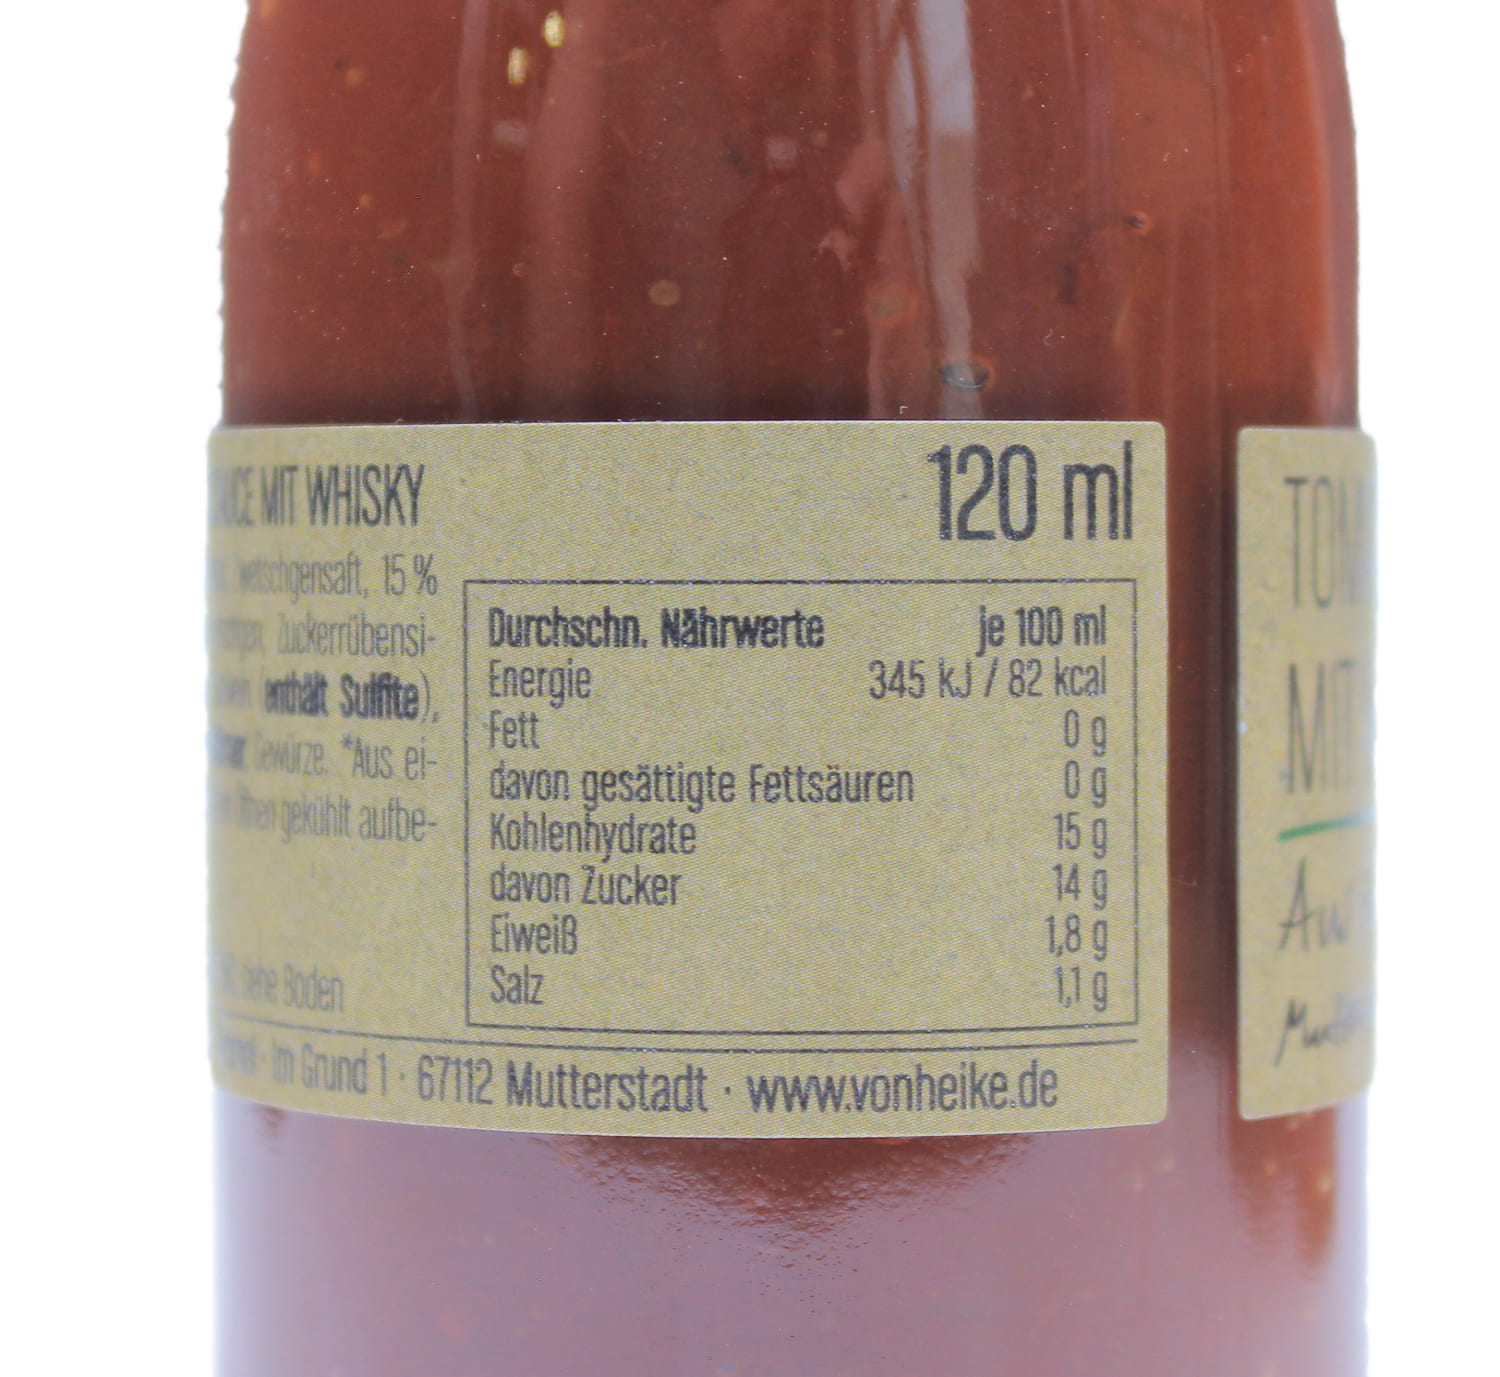 MIT WHISKY
120 ml
Zwetschgensaft, 15 %
Zuckerrübensi-
(enthält Sulfite),
Gewürze. *Aus ei-
gekühlt aufbe-
siehe Boden
Durchschn. Nährwerte je 100 ml
Energie 345 kJ / 82 kcal
Fett 0 g
davon gesättigte Fettsäuren 0 g
Kohlenhydrate 15 g
davon Zucker 14 g
Eiweiß 1,8 g
Salz 1,1 g
Im Grund 1 · 67112 Mutterstadt · www.vonheike.de
TOM
MIT